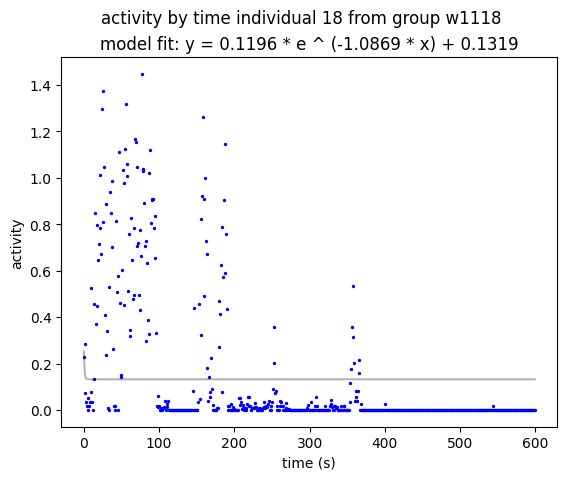 activity by time individual 18 from group w1118
model fit: y = 0.1196 * e ^ (-1.0869 * x) + 0.1319
1.4
1.2
1.0
0.8
0.6
0.4
0.2
0.0
activity
0 100 200 300 400 500 600
time (s)